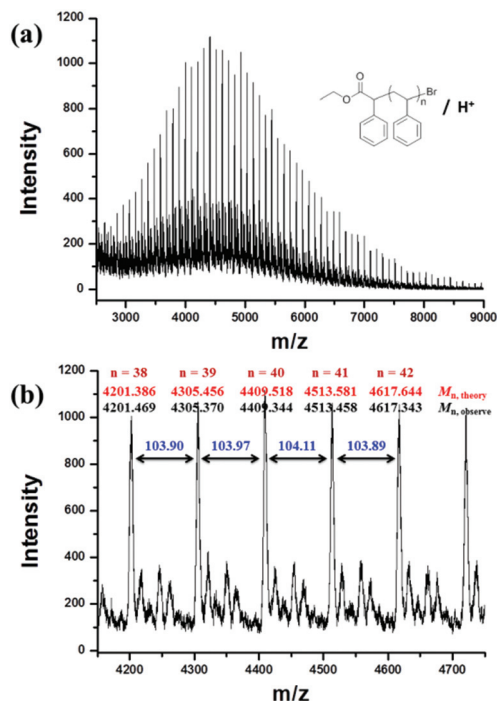 (a)
1200
1000
800
600
400
200
0
Intensity
3000 4000 5000 6000 7000 8000 9000
m/z
O
O
Br
n
/ H+
(b)
n = 38 n = 39 n = 40 n = 41 n = 42
4201.386 4305.456 4409.518 4513.581 4617.644 Mn, theory
4201.469 4305.370 4409.344 4513.458 4617.343 Mn, observe
103.90 103.97 104.11 103.89
1200
1000
800
600
400
200
0
Intensity
4200 4300 4400 4500 4600 4700
m/z